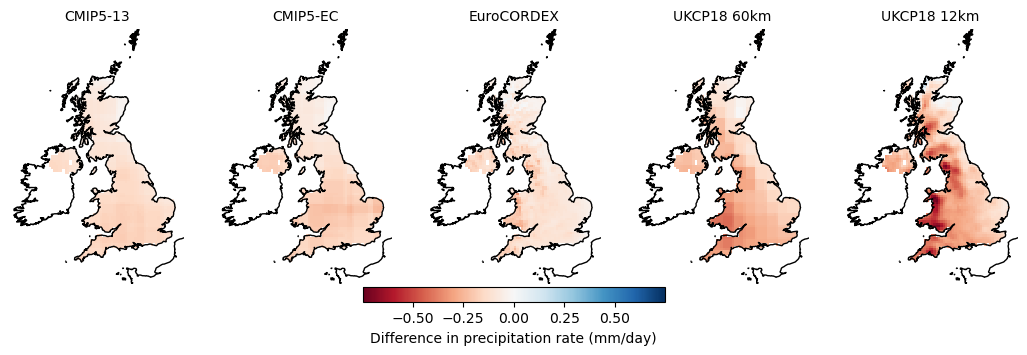 CMIP5-13 CMIP5-EC EuroCORDEX UKCP18 60km UKCP18 12km
−0.50 −0.25 0.00 0.25 0.50
Difference in precipitation rate (mm/day)